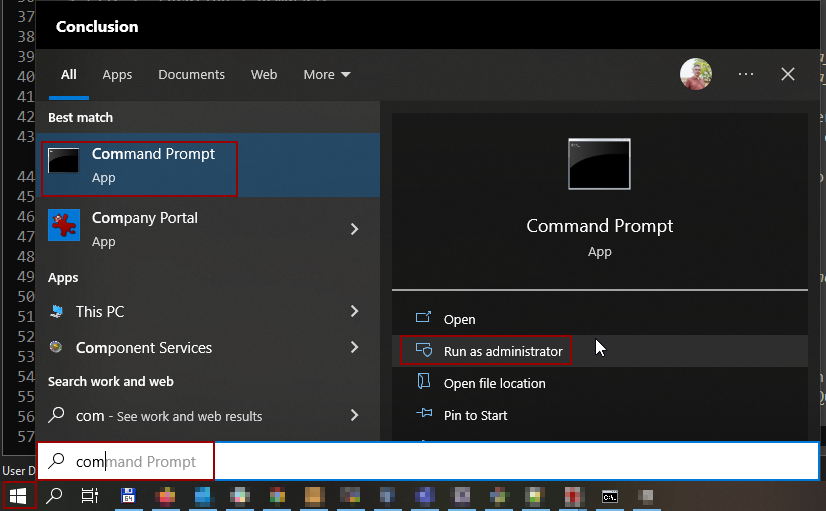 37
38
39
40
41
42
43
44
45
46
47
48
49
50
51
52
53
54
55
56
57
Conclusion
All Apps Documents Web More
Best match
Command Prompt
App
Company Portal
App
Apps
This PC
Component Services
Search work and web
com - See work and web results
command Prompt
Command Prompt
App
Open
Run as administrator
Open file location
Pin to Start
User D
64
C:\.